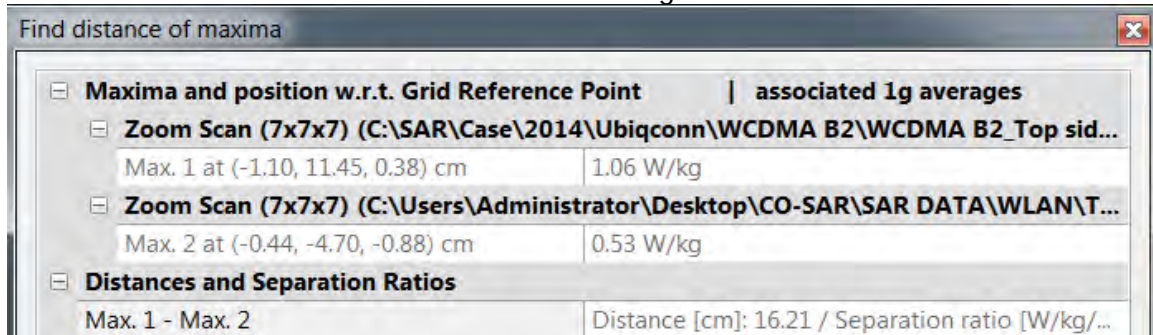 Find distance of maxima
Maxima and position w.r.t. Grid Reference Point | associated 1g averages
Zoom Scan (7x7x7) (C:\SAR\Case\2014\Ubiqconn\WCDMA B2\WCDMA B2_Top sid...
Max. 1 at (-1.10, 11.45, 0.38) cm 1.06 W/kg
Zoom Scan (7x7x7) (C:\Users\Administrator\Desktop\CO-SAR\SAR DATA\WLAN\T...
Max. 2 at (-0.44, -4.70, -0.88) cm 0.53 W/kg
Distances and Separation Ratios
Max. 1 - Max. 2 Distance [cm]: 16.21 / Separation ratio [W/kg/...